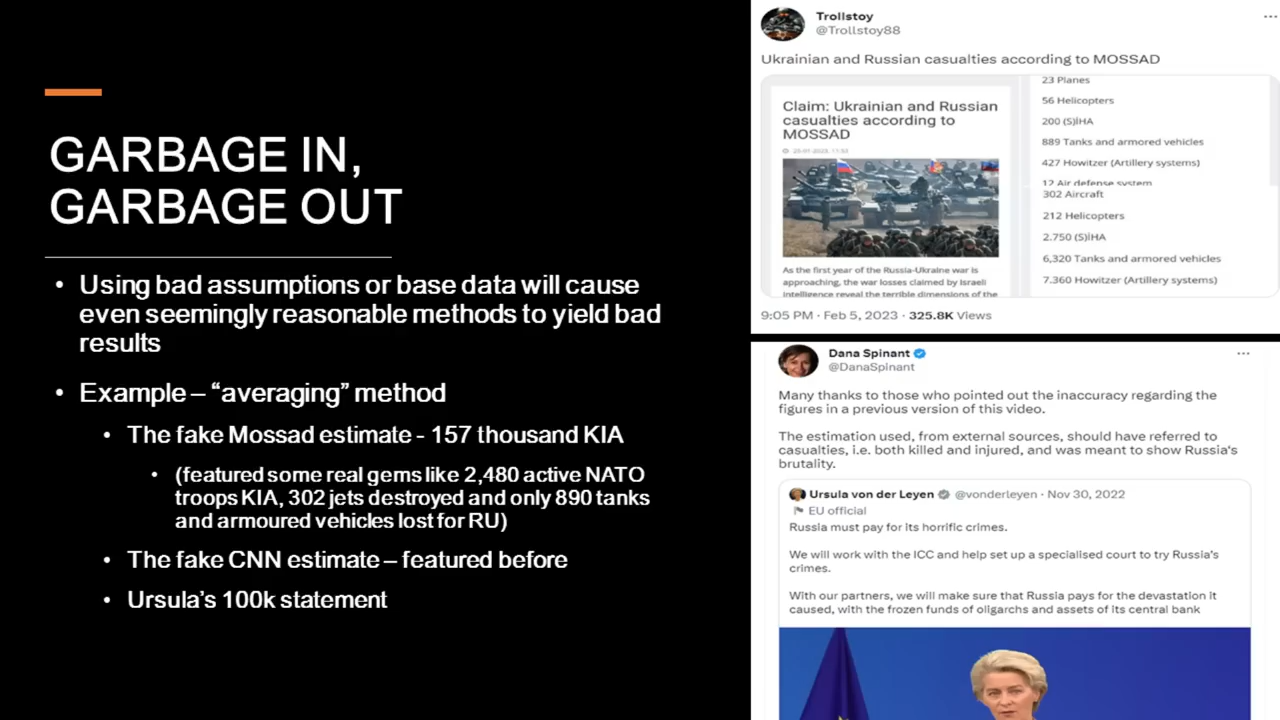 GARBAGE IN,
GARBAGE OUT
• Using bad assumptions or base data will cause
even seemingly reasonable methods to yield bad
results
• Example – “averaging” method
• The fake Mossad estimate - 157 thousand KIA
• (featured some real gems like 2,480 active NATO
troops KIA, 302 jets destroyed and only 890 tanks
and armoured vehicles lost for RU)
• The fake CNN estimate – featured before
• Ursula’s 100k statement
Trollstoy
@Trollstoy88
Ukrainian and Russian casualties according to MOSSAD
Claim: Ukrainian and Russian
casualties according to
MOSSAD
As the first year of the Russia-Ukraine war is
approaching, the war losses claimed by Israeli
intelligence reveal the terrible dimensions of the
23 Planes
56 Helicopters
200 (S)İHA
889 Tanks and armored vehicles
427 Howitzer (Artillery systems)
12 Air defense system
302 Aircraft
212 Helicopters
2.750 (S)İHA
6,320 Tanks and armored vehicles
7.360 Howitzer (Artillery systems)
9:05 PM · Feb 5, 2023 · 325.8K Views
Dana Spinant
@DanaSpinant
Many thanks to those who pointed out the inaccuracy regarding the
figures in a previous version of this video.
The estimation used, from external sources, should have referred to
casualties, i.e. both killed and injured, and was meant to show Russia's
brutality.
Ursula von der Leyen @vonderleyen · Nov 30, 2022
EU official
Russia must pay for its horrific crimes.
We will work with the ICC and help set up a specialised court to try Russia's
crimes.
With our partners, we will make sure that Russia pays for the devastation it
caused, with the frozen funds of oligarchs and assets of its central bank